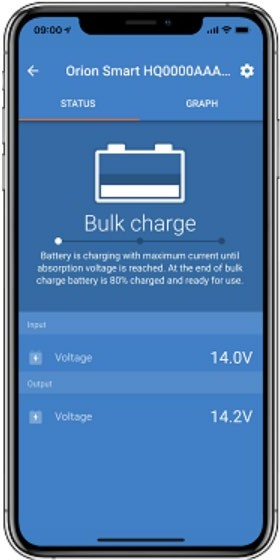 09:00
Orion Smart HQ0000AAA...
STATUS GRAPH
Bulk charge
Battery is charging with maximum current until
absorption voltage is reached. At the end of bulk
charge battery is 80% charged and ready for use.
Input
Voltage 14.0V
Output
Voltage 14.2V